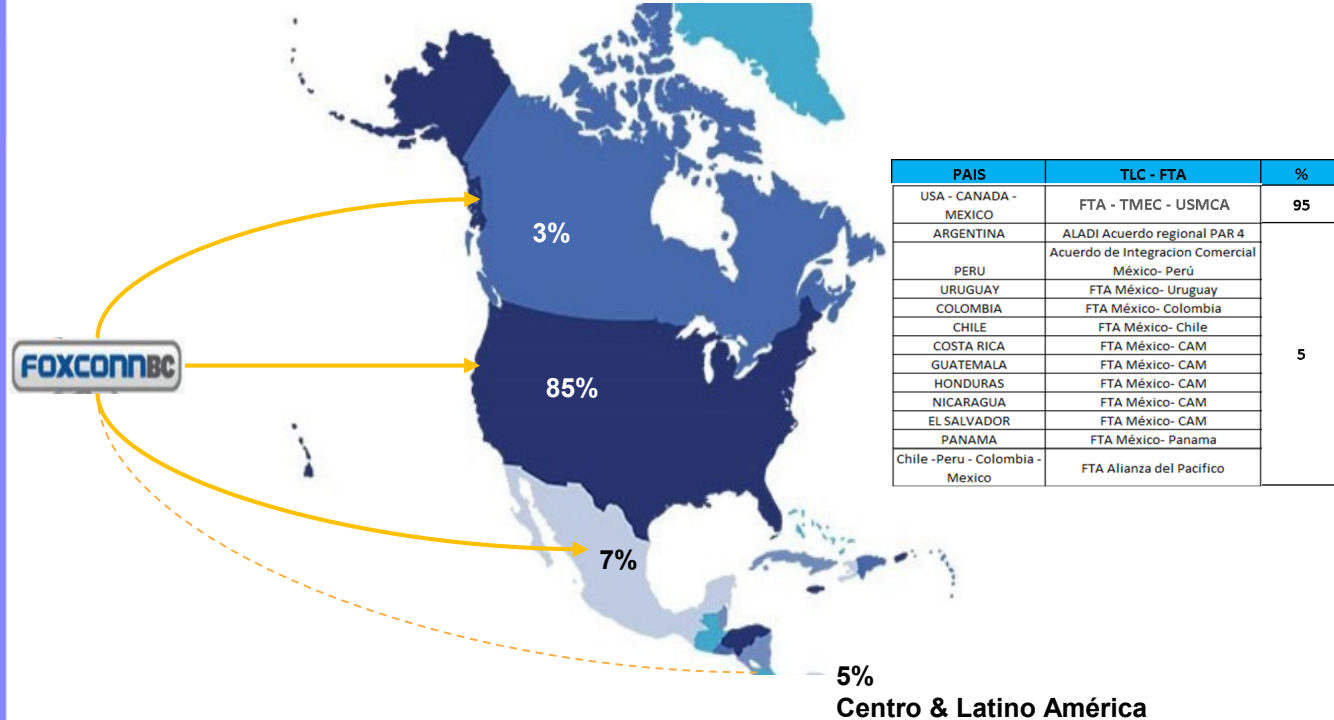 FOXCONNBC
3%
85%
7%
5%
Centro & Latino América
PAIS TLC - FTA %
USA - CANADA -
MEXICO FTA - TMEC - USMCA 95
ARGENTINA ALADI Acuerdo regional PAR 4
PERU Acuerdo de Integracion Comercial
México- Perú
URUGUAY FTA México- Uruguay
COLOMBIA FTA México- Colombia
CHILE FTA México- Chile
COSTA RICA FTA México- CAM
GUATEMALA FTA México- CAM
HONDURAS FTA México- CAM
NICARAGUA FTA México- CAM
EL SALVADOR FTA México- CAM
PANAMA FTA México- Panama
Chile -Peru - Colombia -
Mexico FTA Alianza del Pacifico
5